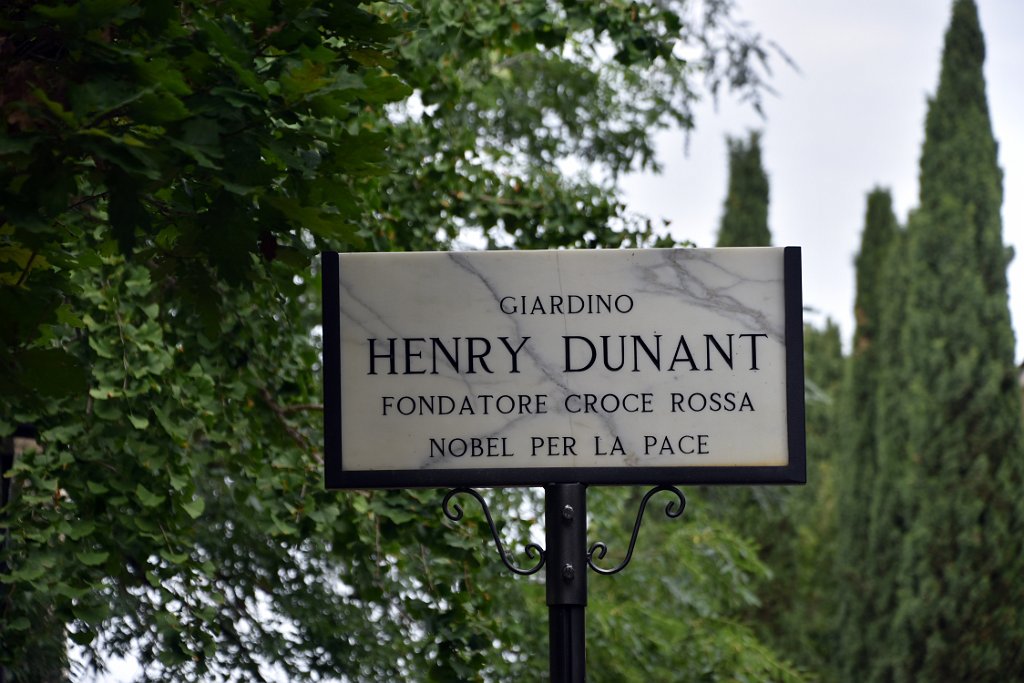 GIARDINO
HENRY DUNANT
FONDATORE CROCE ROSSA
NOBEL PER LA PACE